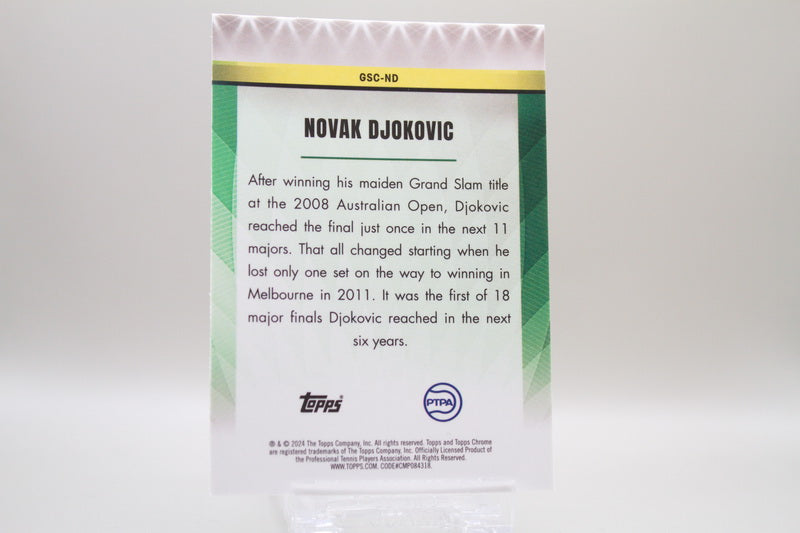 GSC-ND
NOVAK DJOKOVIC
After winning his maiden Grand Slam title
at the 2008 Australian Open, Djokovic
reached the final just once in the next 11
majors. That all changed starting when he
lost only one set on the way to winning in
Melbourne in 2011. It was the first of 18
major finals Djokovic reached in the next
six years.
topps®
PTPA
℗ & © 2024 The Topps Company, Inc. All rights reserved. Topps and Topps Chrome
are registered trademarks of The Topps Company, Inc. Officially Licensed Product of
the Professional Tennis Players Association. All Rights Reserved.
WWW.TOPPS.COM. CODE#CMP084318.